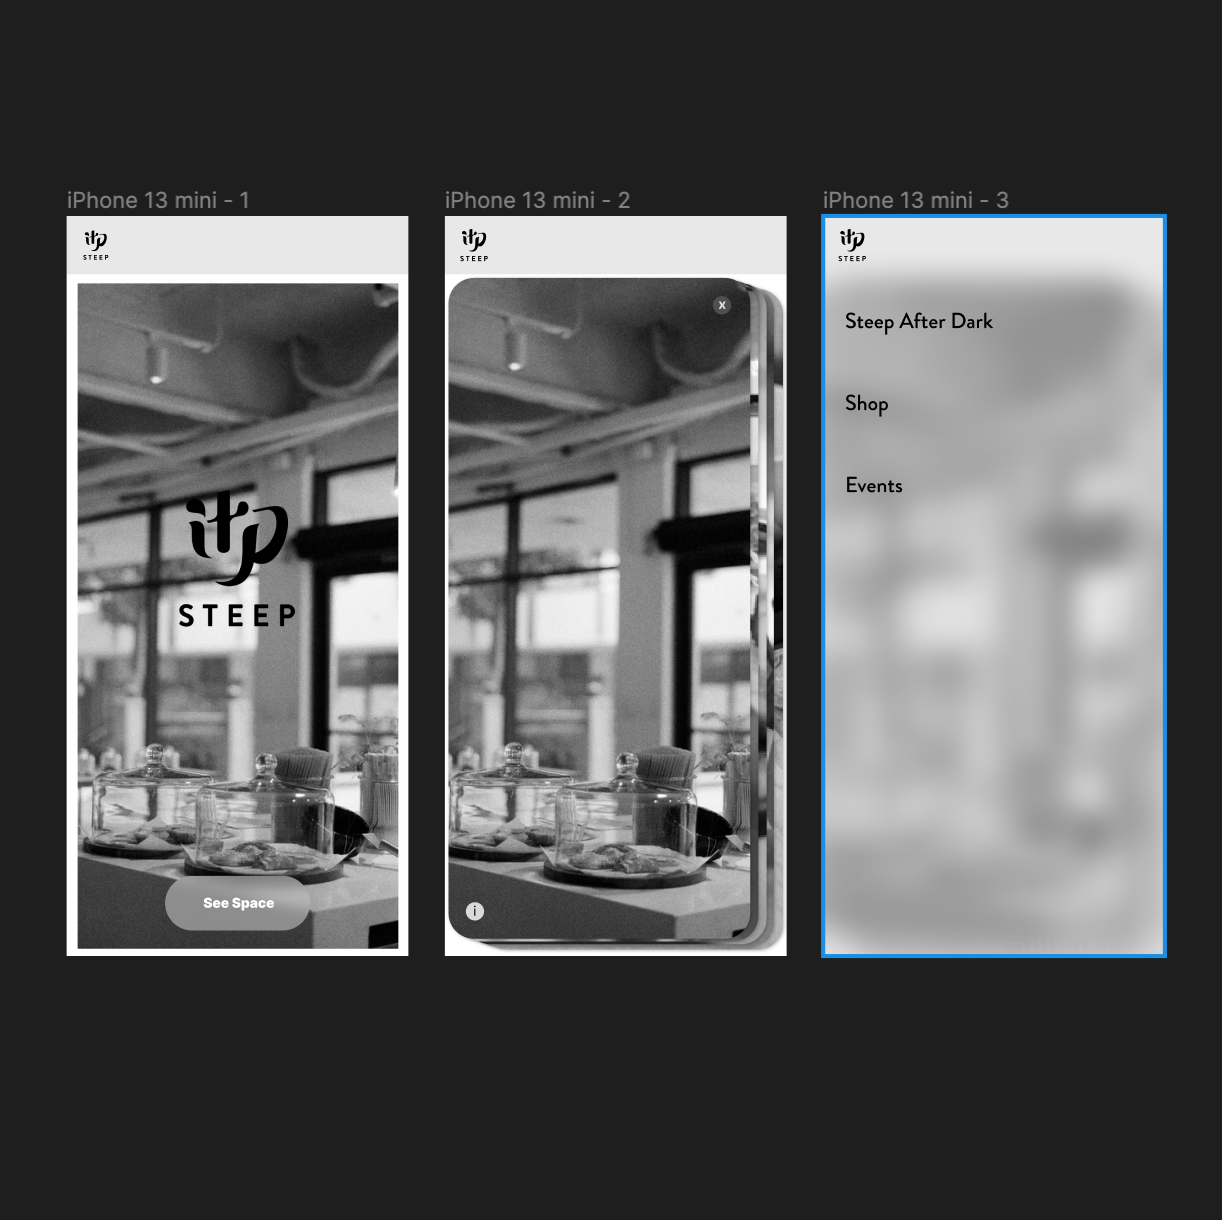 iPhone 13 mini - 1
STEEP
STEEP
See Space
iPhone 13 mini - 2
STEEP
X
i
iPhone 13 mini - 3
STEEP
Steep After Dark
Shop
Events